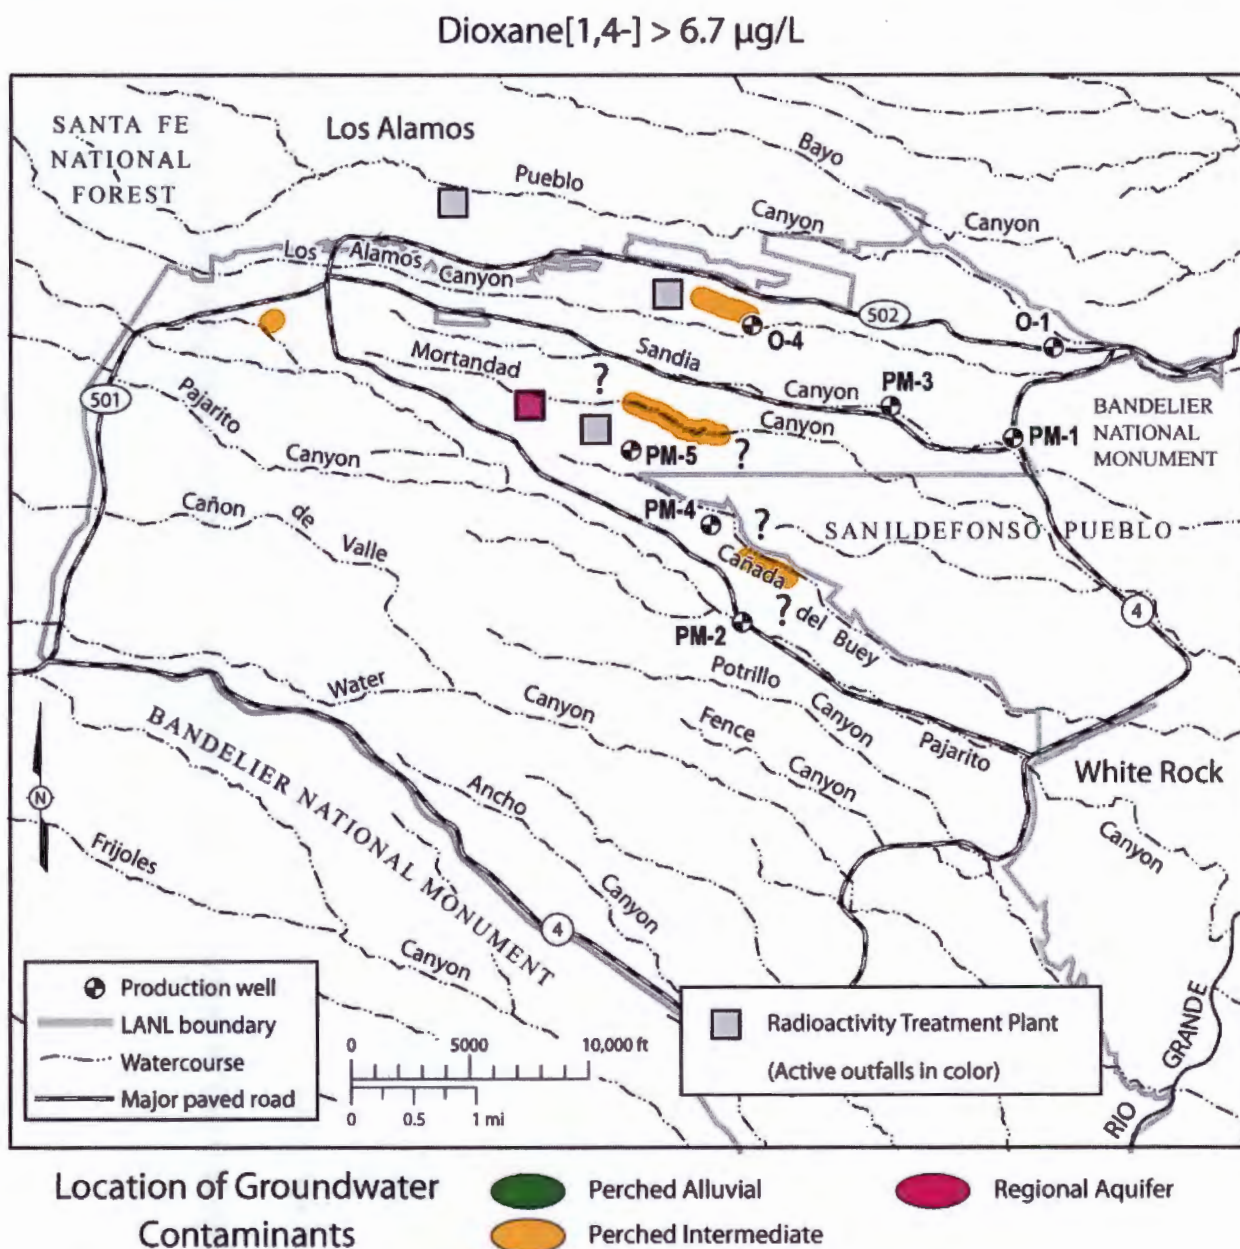 Dioxane[1,4-] > 6.7 µg/L
SANTA FE
NATIONAL
FOREST
Los Alamos
Bayo
Pueblo
Canyon
Canyon
Los Alamos
Canyon
502
O-1
O-4
Sandia
Mortandad
?
Canyon
PM-3
501
Pajarito
Canyon
BANDELIER
NATIONAL
MONUMENT
PM-1
PM-5
?
Canyon
Cañon
de
Valle
PM-4
?
SAN ILDEFONSO PUEBLO
Cañada
?
del Buey
4
PM-2
Potrillo
Water
Canyon
Canyon
Fence
Pajarito
Canyon
BANDELIER NATIONAL MONUMENT
White Rock
Ancho
N
Canyon
Frijoles
Canyon
4
Canyon
Production well
LANL boundary
Watercourse
Major paved road
0 5000 10,000 ft
0 0.5 1 mi
Radioactivity Treatment Plant
(Active outfalls in color)
RIO GRANDE
Location of Groundwater
Contaminants
Perched Alluvial
Regional Aquifer
Perched Intermediate